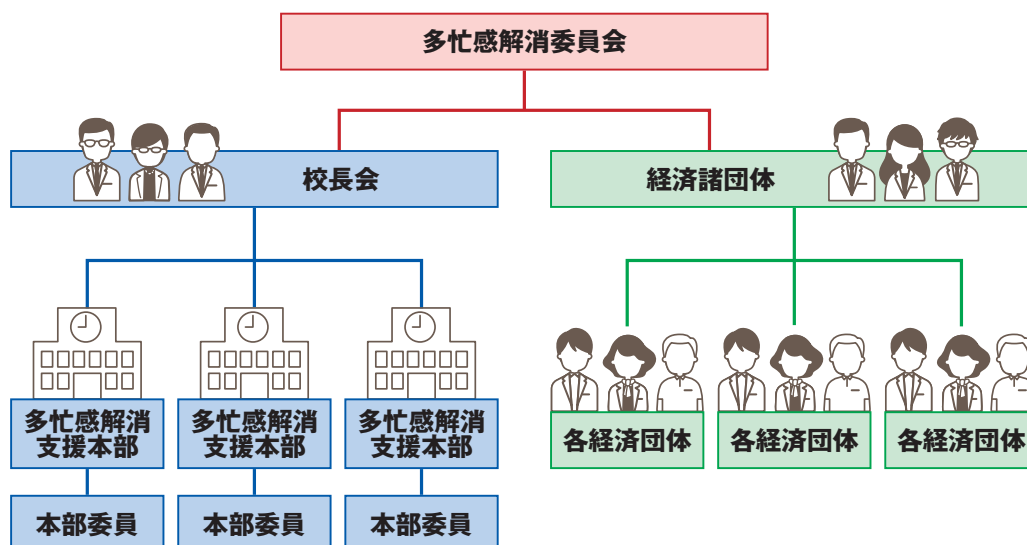 多忙感解消委員会
校長会
経済諸団体
多忙感解消
支援本部
多忙感解消
支援本部
多忙感解消
支援本部
各経済団体
各経済団体
各経済団体
本部委員
本部委員
本部委員